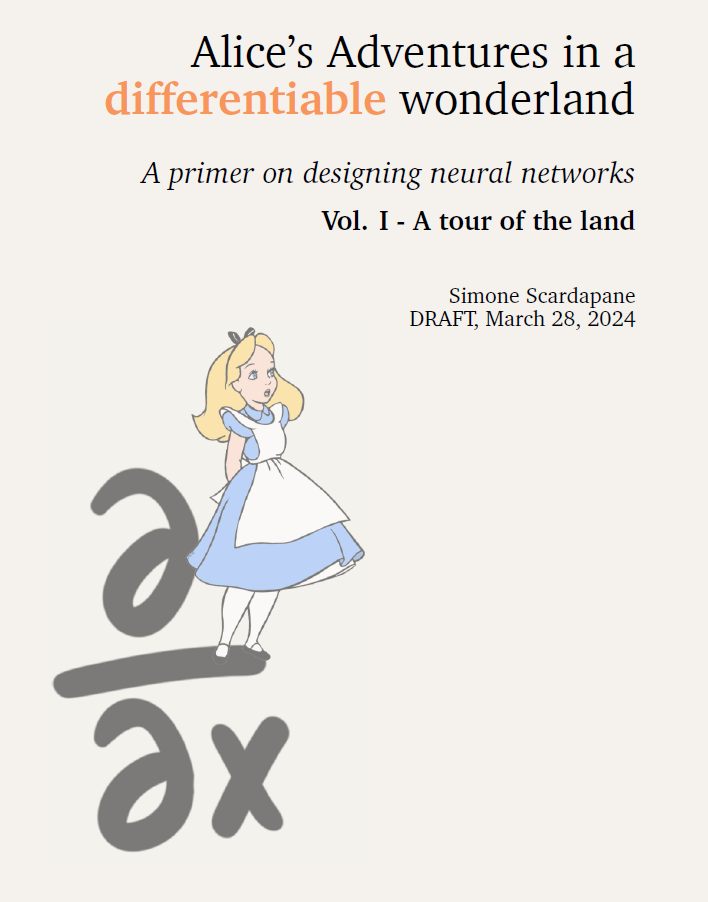 Alice’s Adventures in a
differentiable wonderland
A primer on designing neural networks
Vol. I - A tour of the land
Simone Scardapane
DRAFT, March 28, 2024
∂
∂x